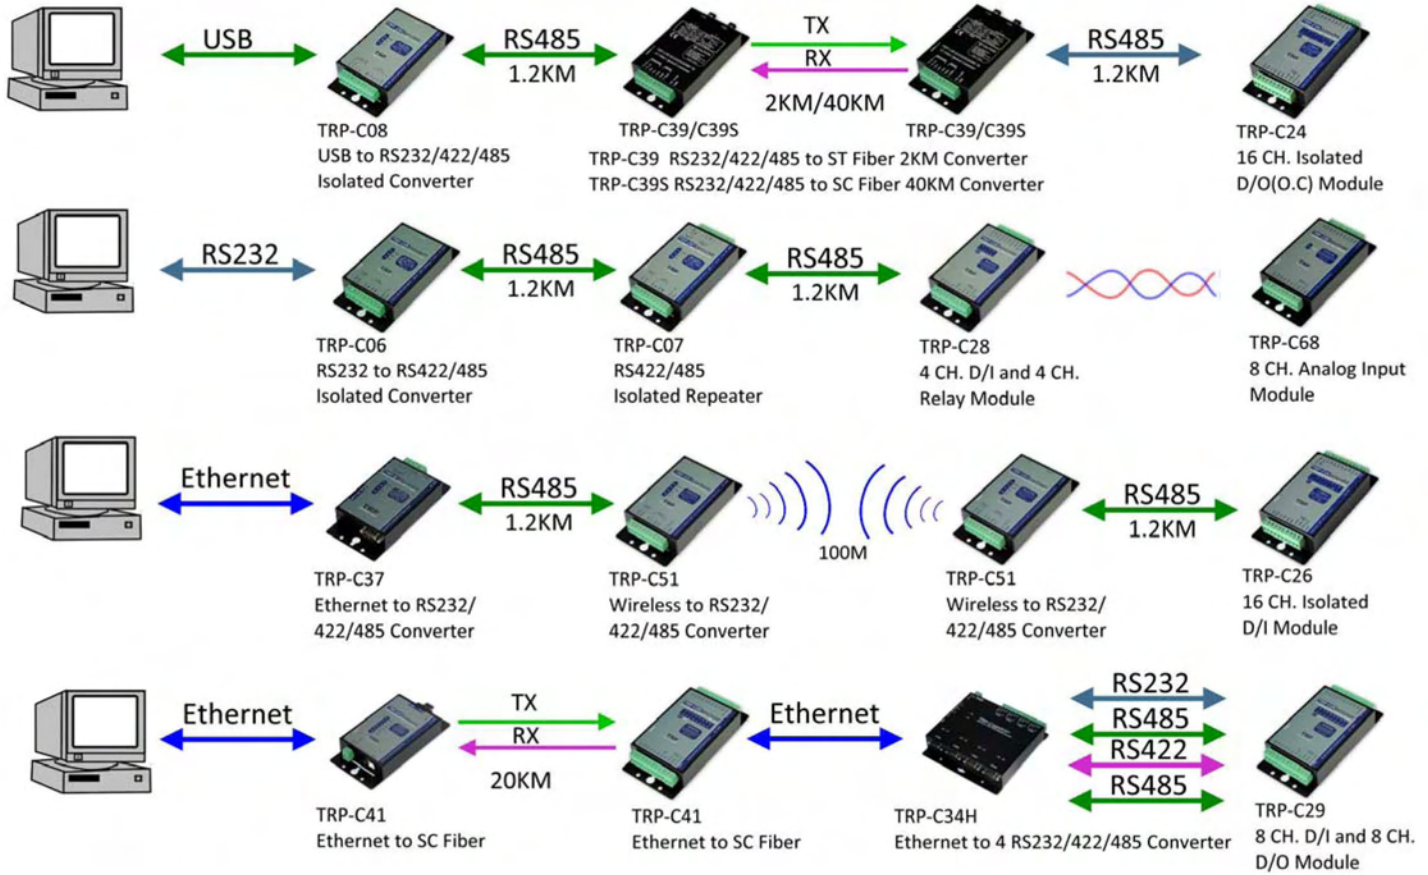 USB
RS485
1.2KM
TX
RX
2KM/40KM
RS485
1.2KM
TRP-C08
USB to RS232/422/485
Isolated Converter
TRP-C39/C39S
TRP-C39/C39S
TRP-C39 RS232/422/485 to ST Fiber 2KM Converter
TRP-C39S RS232/422/485 to SC Fiber 40KM Converter
TRP-C24
16 CH. Isolated
D/O(O.C) Module
RS232
RS485
1.2KM
RS485
1.2KM
TRP-C06
RS232 to RS422/485
Isolated Converter
TRP-C07
RS422/485
Isolated Repeater
TRP-C28
4 CH. D/I and 4 CH.
Relay Module
TRP-C68
8 CH. Analog Input
Module
Ethernet
RS485
1.2KM
100M
RS485
1.2KM
TRP-C37
Ethernet to RS232/
422/485 Converter
TRP-C51
Wireless to RS232/
422/485 Converter
TRP-C51
Wireless to RS232/
422/485 Converter
TRP-C26
16 CH. Isolated
D/I Module
Ethernet
TX
RX
20KM
Ethernet
RS232
RS485
RS422
RS485
TRP-C41
Ethernet to SC Fiber
TRP-C41
Ethernet to SC Fiber
TRP-C34H
Ethernet to 4 RS232/422/485 Converter
TRP-C29
8 CH. D/I and 8 CH.
D/O Module